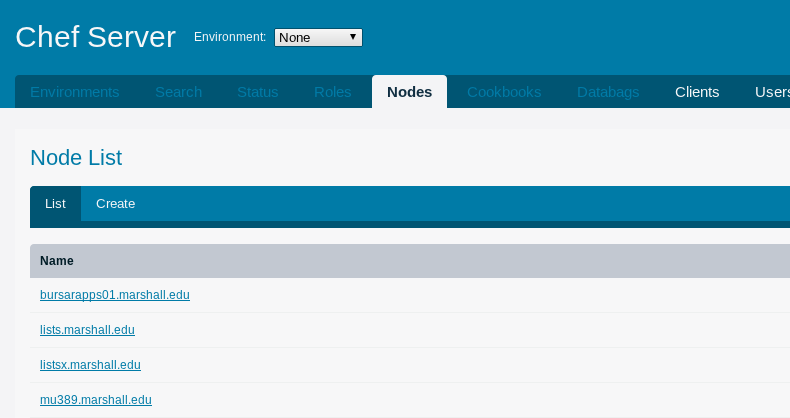 Chef Server Environment: None
Environments Search Status Roles Nodes Cookbooks Databags Clients Users
Node List
List Create
Name
bursarapps01.marshall.edu
lists.marshall.edu
listsx.marshall.edu
mu389.marshall.edu